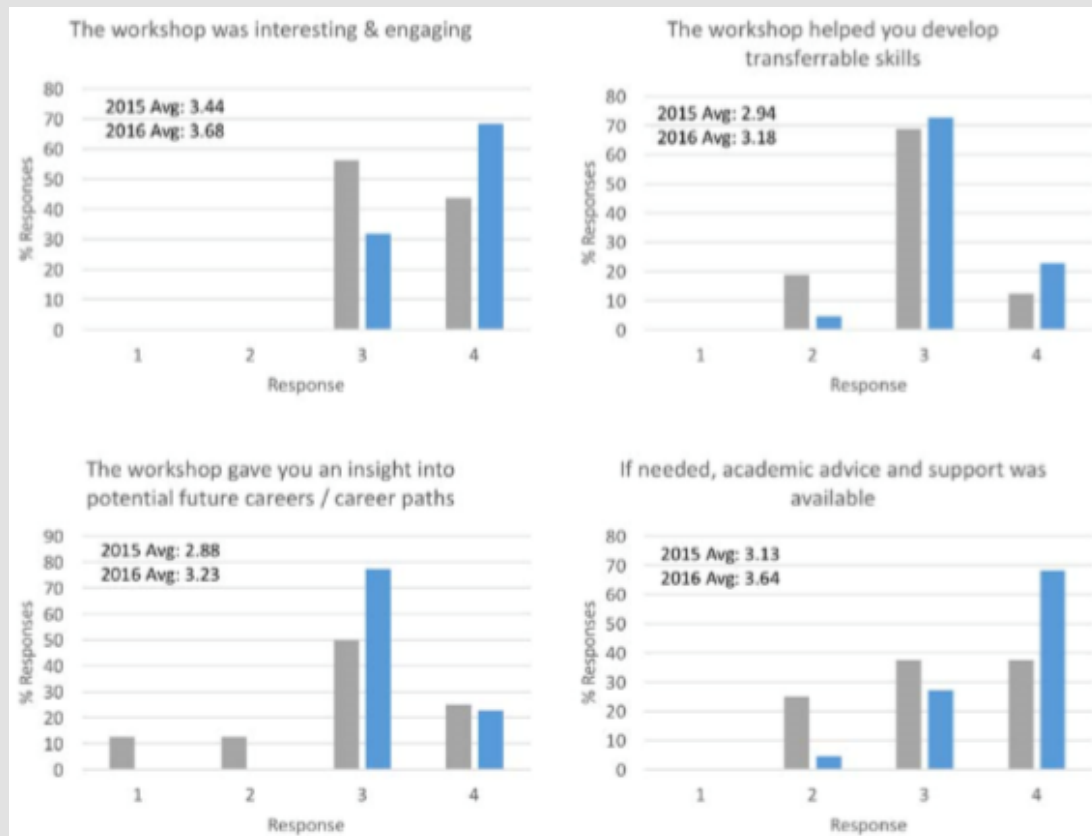 The workshop was interesting & engaging
2015 Avg: 3.44
2016 Avg: 3.68
% Responses
80
70
60
50
40
30
20
10
0
1 2 3 4
Response
The workshop helped you develop
transferrable skills
2015 Avg: 2.94
2016 Avg: 3.18
% Responses
80
70
60
50
40
30
20
10
0
1 2 3 4
Response
The workshop gave you an insight into
potential future careers / career paths
2015 Avg: 2.88
2016 Avg: 3.23
% Responses
90
80
70
60
50
40
30
20
10
0
1 2 3 4
Response
If needed, academic advice and support was
available
2015 Avg: 3.13
2016 Avg: 3.64
% Responses
80
70
60
50
40
30
20
10
0
1 2 3 4
Response